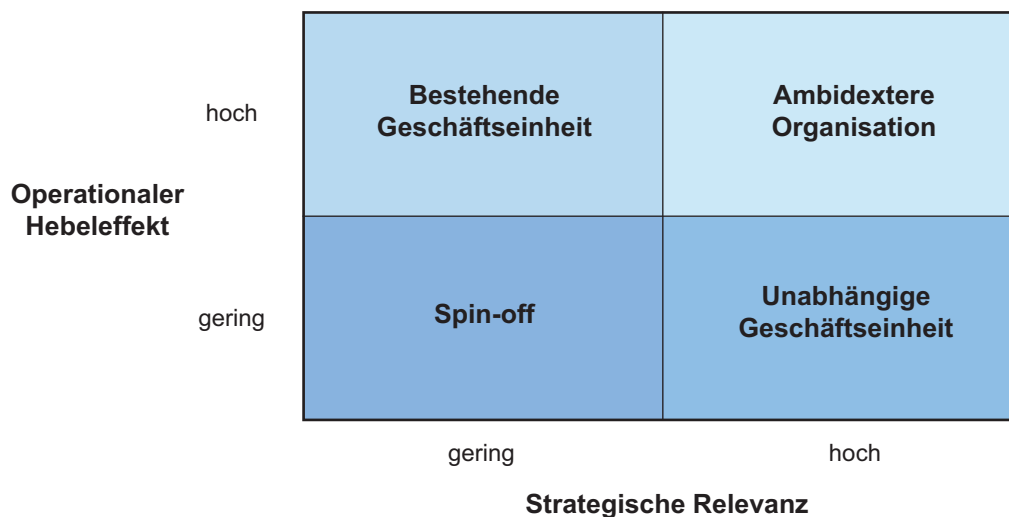 hoch
Bestehende
Geschäftseinheit
Ambidextere
Organisation
Operationaler
Hebeleffekt
gering
Spin-off
Unabhängige
Geschäftseinheit
gering
hoch
Strategische Relevanz